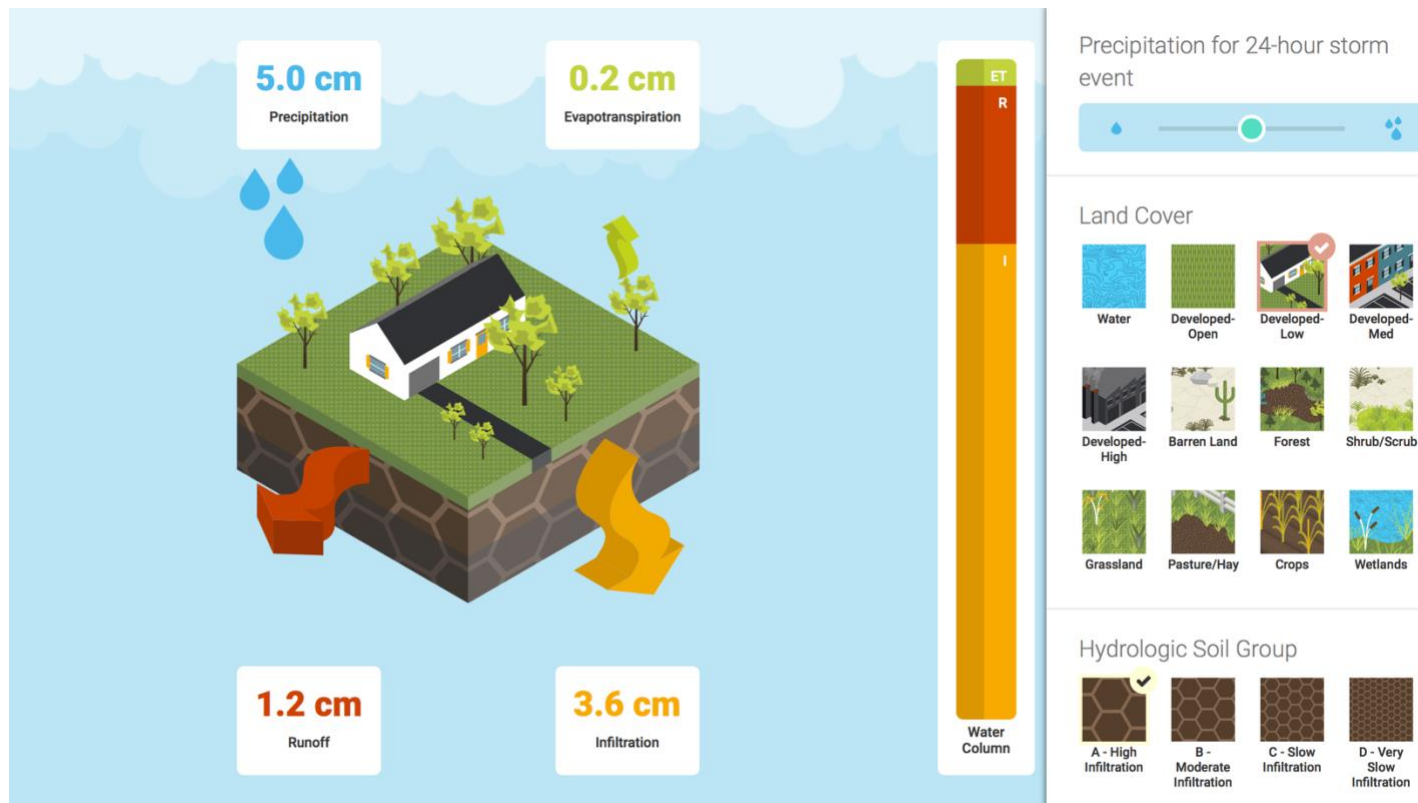 5.0 cm
Precipitation
0.2 cm
Evapotranspiration
1.2 cm
Runoff
3.6 cm
Infiltration
ET
R
I
Water
Column
Precipitation for 24-hour storm
event
Land Cover
Water
Developed-
Open
Developed-
Low
Developed-
Med
Developed-
High
Barren Land
Forest
Shrub/Scrub
Grassland
Pasture/Hay
Crops
Wetlands
Hydrologic Soil Group
A - High
Infiltration
B -
Moderate
Infiltration
C - Slow
Infiltration
D - Very
Slow
Infiltration